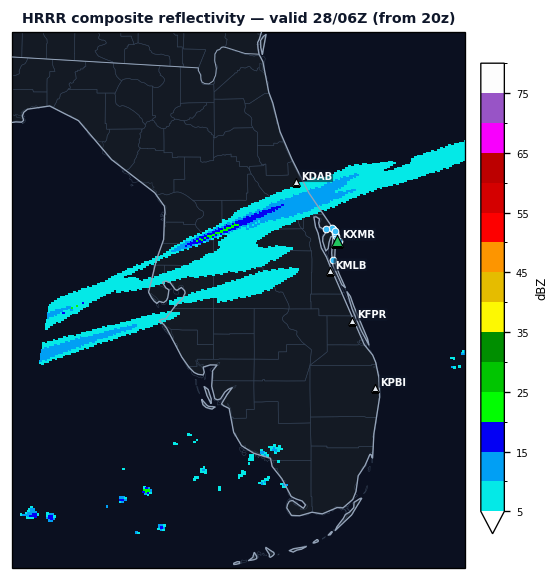 HRRR composite reflectivity — valid 28/06Z (from 20z)
KDAB
KXMR
KMLB
KFPR
KPBI
75
65
55
45
35
25
15
5
dBZ